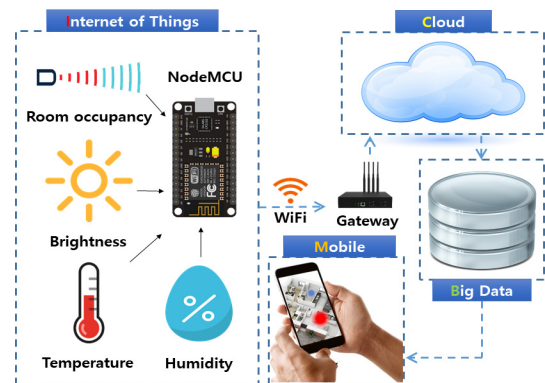 Internet of Things
Cloud
Room occupancy
NodeMCU
Brightness
WiFi
Gateway
Mobile
Big Data
Temperature
Humidity